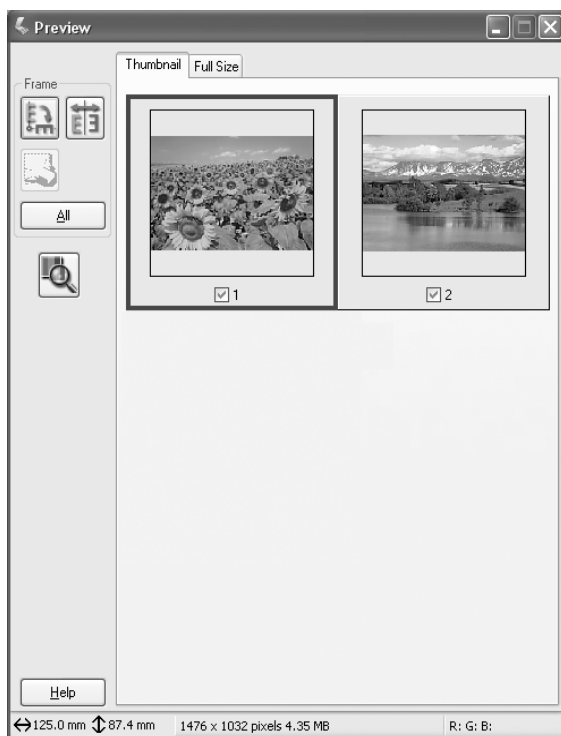 Preview
Thumbnail
Full Size
Frame
All
1
2
Help
125.0 mm 87.4 mm 1476 x 1032 pixels 4.35 MB R: G: B: